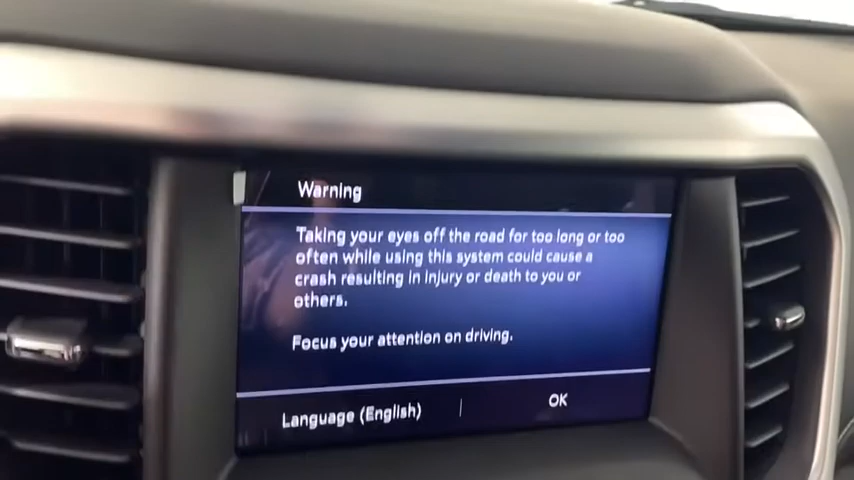 Warning
Taking your eyes off the road for too long or too
often while using this system could cause a
crash resulting in injury or death to you or
others.
Focus your attention on driving.
Language (English) | OK